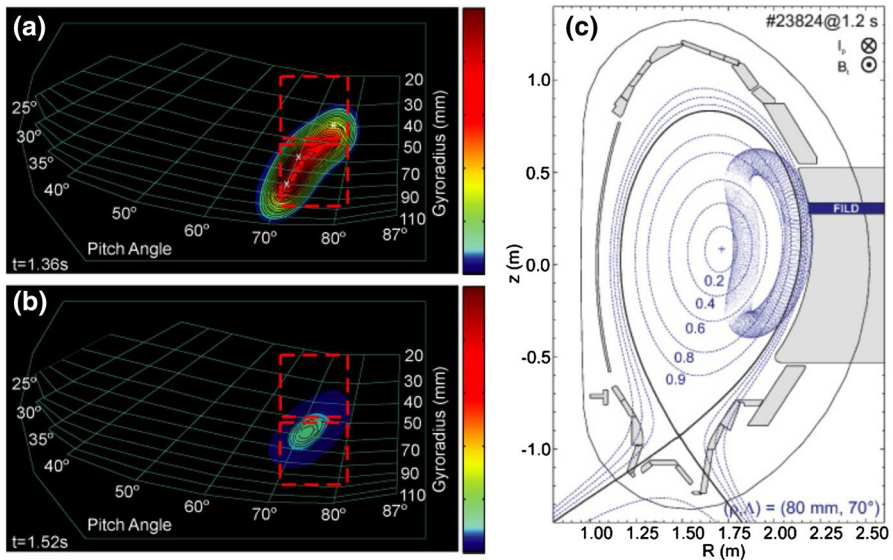 (a)
20
30
40
50
70
90
110
Gyroradius (mm)
25°
30°
35°
40°
50°
60°
70°
80°
87°
Pitch Angle
t=1.36s
(b)
20
30
40
50
70
90
110
Gyroradius (mm)
25°
30°
35°
40°
50°
60°
70°
80°
87°
Pitch Angle
t=1.52s
(c)
#23824@1.2 s
Ip
Bt
FILD
1.0
0.5
0.0
-0.5
-1.0
z (m)
0.2
0.4
0.6
0.8
0.9
(ρ,Λ) = (80 mm, 70°)
1.00 1.25 1.50 1.75 2.00 2.25 2.50
R (m)